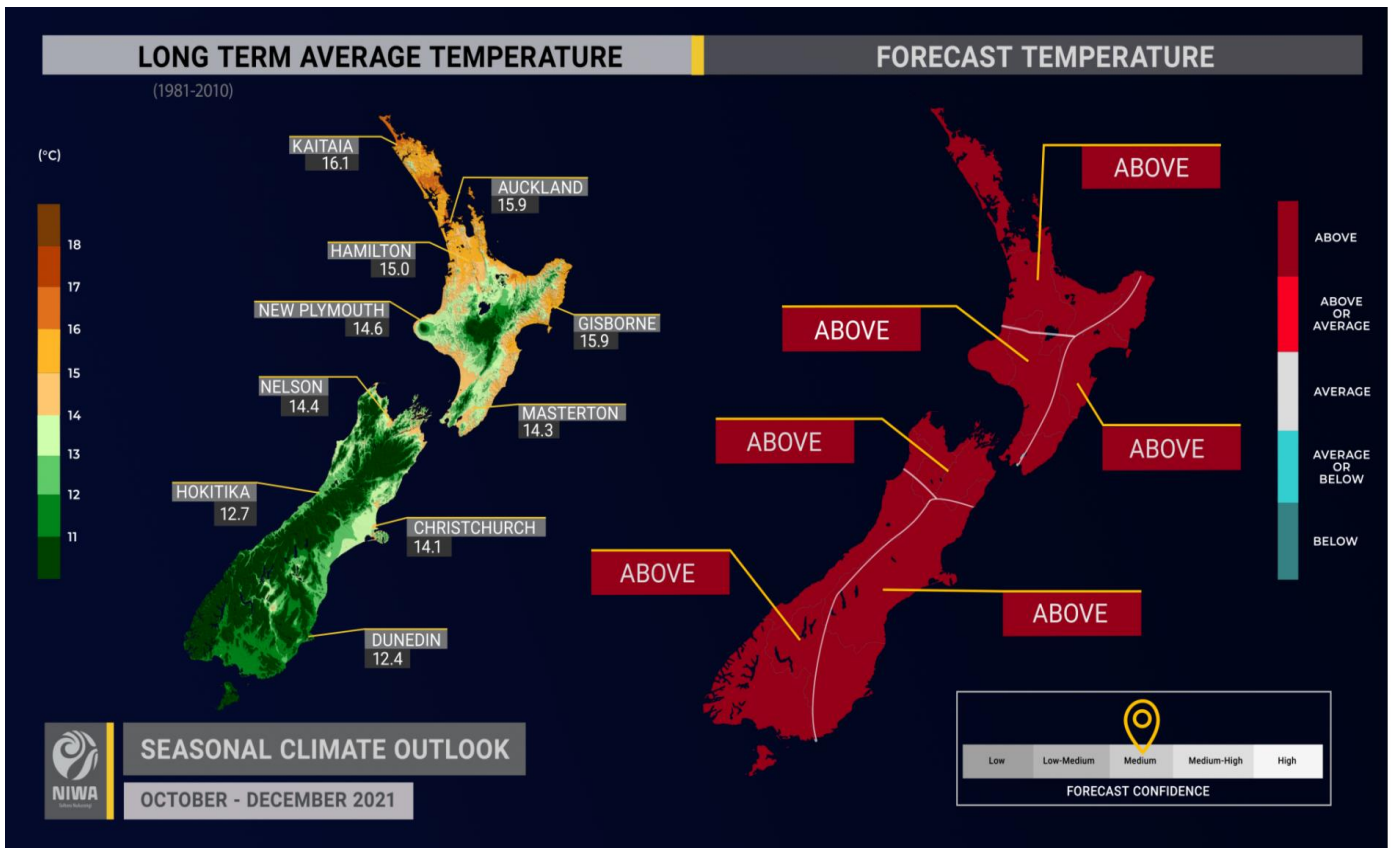 LONG TERM AVERAGE TEMPERATURE
(1981-2010)
(°C)
18
17
16
15
14
13
12
11
KAITAIA
16.1
AUCKLAND
15.9
HAMILTON
15.0
NEW PLYMOUTH
14.6
GISBORNE
15.9
NELSON
14.4
MASTERTON
14.3
HOKITIKA
12.7
CHRISTCHURCH
14.1
DUNEDIN
12.4
NIWA
Taihoro Nukurangi
SEASONAL CLIMATE OUTLOOK
OCTOBER - DECEMBER 2021
FORECAST TEMPERATURE
ABOVE
ABOVE
ABOVE
ABOVE
ABOVE
ABOVE
ABOVE
ABOVE
OR
AVERAGE
AVERAGE
AVERAGE
OR
BELOW
BELOW
Low
Low-Medium
Medium
Medium-High
High
FORECAST CONFIDENCE